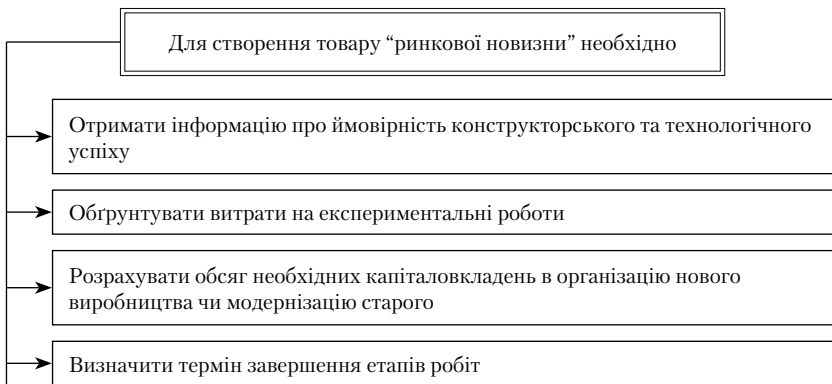 Для створення товару “ринкової новизни” необхідно
Отримати інформацію про ймовірність конструкторського та технологічного
успіху
Обґрунтувати витрати на експериментальні роботи
Розрахувати обсяг необхідних капіталовкладень в організацію нового
виробництва чи модернізацію старого
Визначити термін завершення етапів робіт